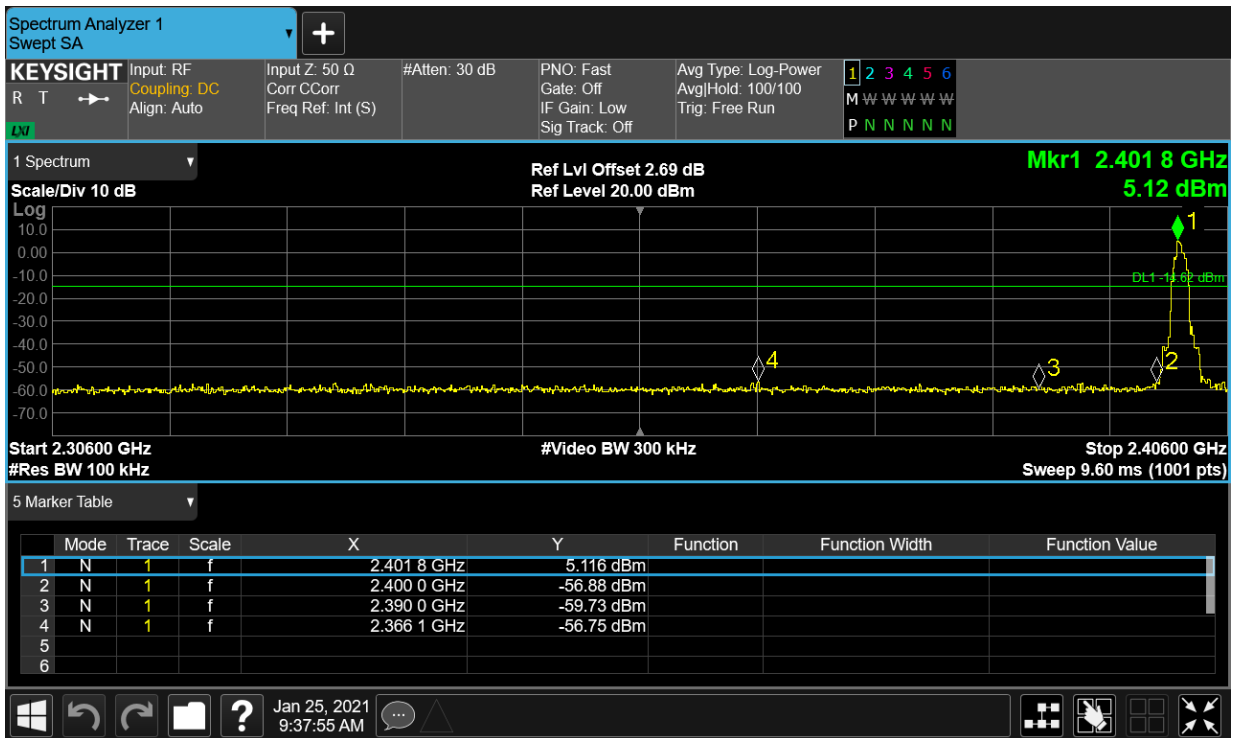 Spectrum Analyzer 1
Swept SA
KEYSIGHT
R T
LXI
Input: RF
Coupling: DC
Align: Auto
Input Z: 50 Ω
Corr CCorr
Freq Ref: Int (S)
#Atten: 30 dB
PNO: Fast
Gate: Off
IF Gain: Low
Sig Track: Off
Avg Type: Log-Power
Avg|Hold: 100/100
Trig: Free Run
1 2 3 4 5 6
M W W W W W
P N N N N N
1 Spectrum
Scale/Div 10 dB
Ref Lvl Offset 2.69 dB
Ref Level 20.00 dBm
Mkr1 2.401 8 GHz
5.12 dBm
Log
10.0
0.00
-10.0
-20.0
-30.0
-40.0
-50.0
-60.0
-70.0
1
DL1 -14.62 dBm
4
3
2
Start 2.30600 GHz
#Video BW 300 kHz
Stop 2.40600 GHz
#Res BW 100 kHz
Sweep 9.60 ms (1001 pts)
5 Marker Table
Mode Trace Scale X Y Function Function Width Function Value
1 N 1 f 2.401 8 GHz 5.116 dBm
2 N 1 f 2.400 0 GHz -56.88 dBm
3 N 1 f 2.390 0 GHz -59.73 dBm
4 N 1 f 2.366 1 GHz -56.75 dBm
5
6
?
Jan 25, 2021
9:37:55 AM